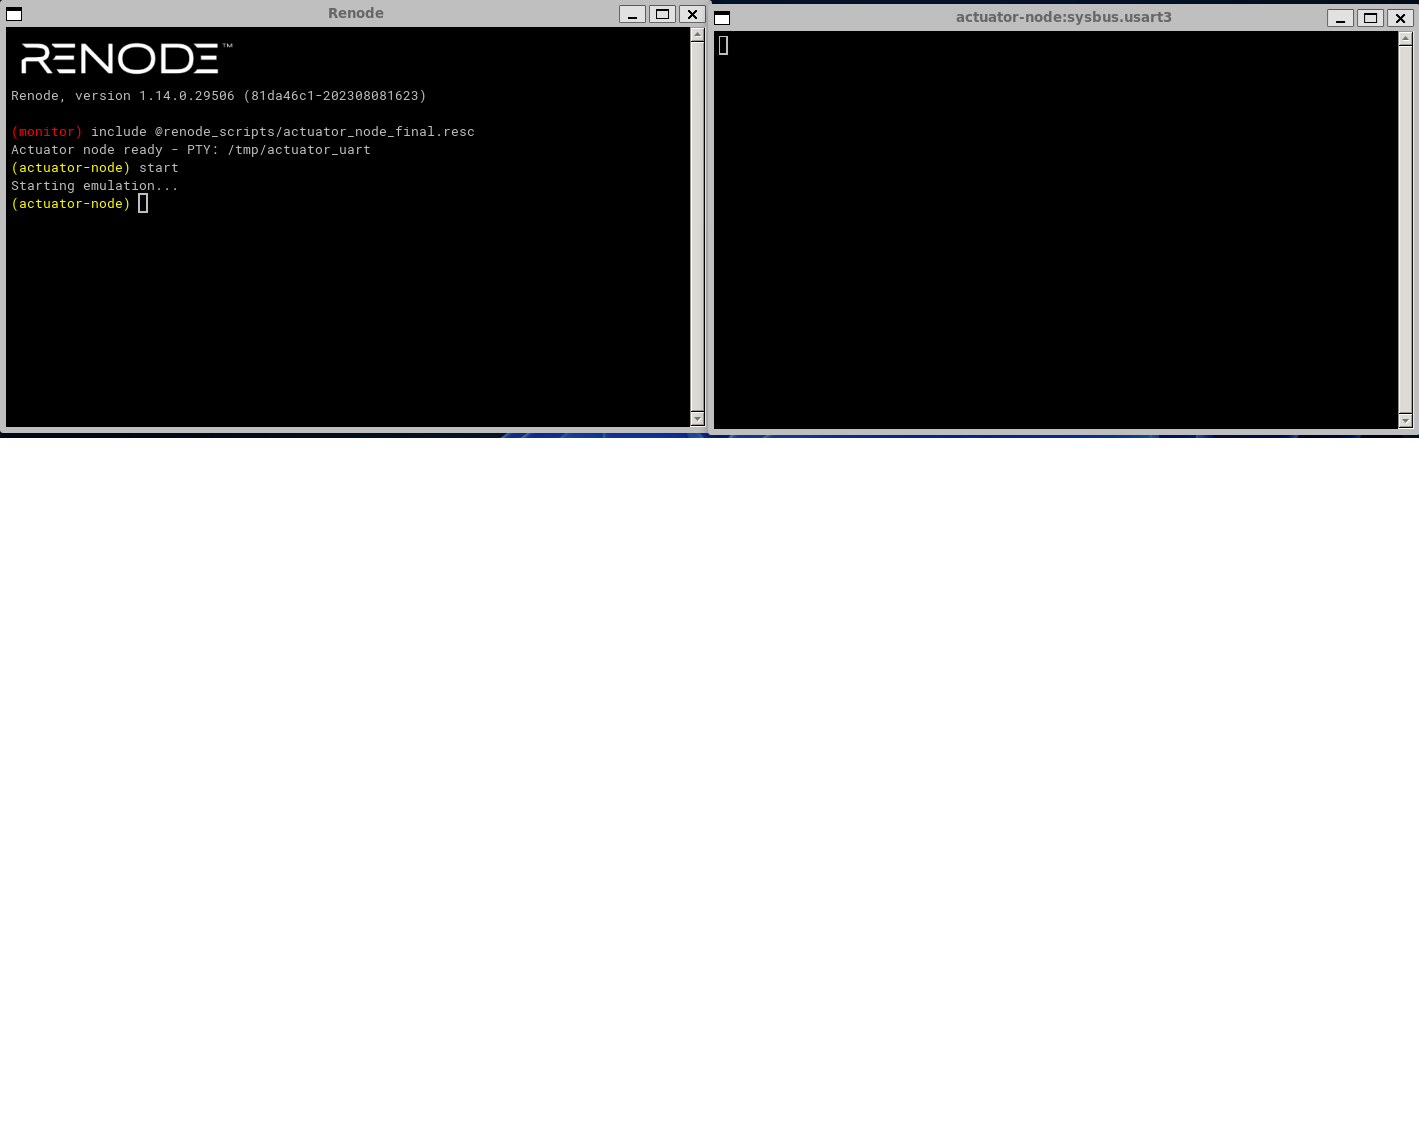 Renode
RENODE™
Renode, version 1.14.0.29506 (81da46c1-202308081623)
(monitor) include @renode_scripts/actuator_node_final.resc
Actuator node ready - PTY: /tmp/actuator_uart
(actuator-node) start
Starting emulation...
(actuator-node)
actuator-node:sysbus.usart3